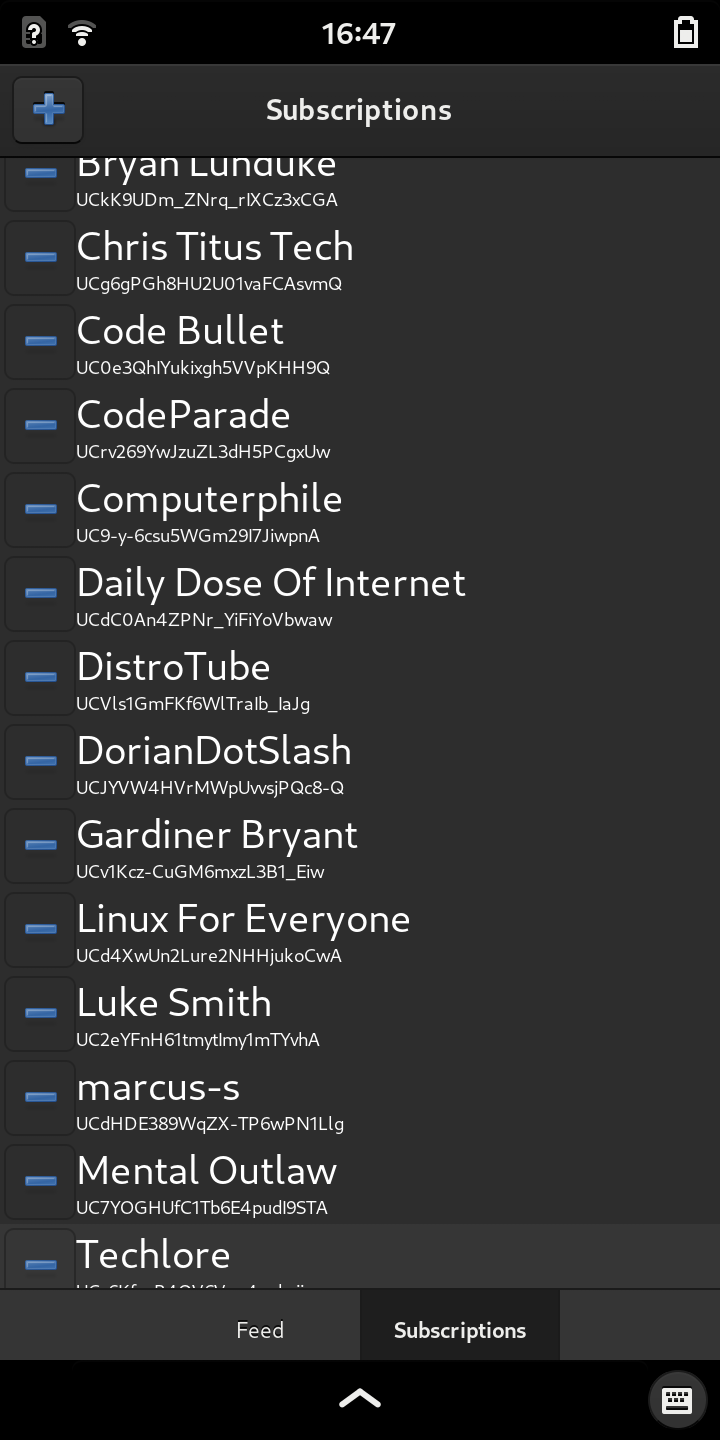 16:47
Subscriptions
Bryan Lunduke
UCkK9UDm_ZNrq_rIXCz3xCGA
Chris Titus Tech
UCg6gPGh8HU2U01vaFCAsvmQ
Code Bullet
UC0e3QhIYukixgh5VVpKHH9Q
CodeParade
UCrv269YwJzuZL3dH5PCgxUw
Computerphile
UC9-y-6csu5WGm29I7JiwpnA
Daily Dose Of Internet
UCdC0An4ZPNr_YiFiYoVbwaw
DistroTube
UCVls1GmFKf6WlTraIb_IaJg
DorianDotSlash
UCJYVW4HVrMWpUvvsjPQc8-Q
Gardiner Bryant
UCv1Kcz-CuGM6mxzL3B1_Eiw
Linux For Everyone
UCd4XwUn2Lure2NHHjukoCwA
Luke Smith
UC2eYFnH61tmytImy1mTYvhA
marcus-s
UCdHDE389WqZX-TP6wPN1Llg
Mental Outlaw
UC7YOGHUfC1Tb6E4pudI9STA
Techlore
Feed
Subscriptions